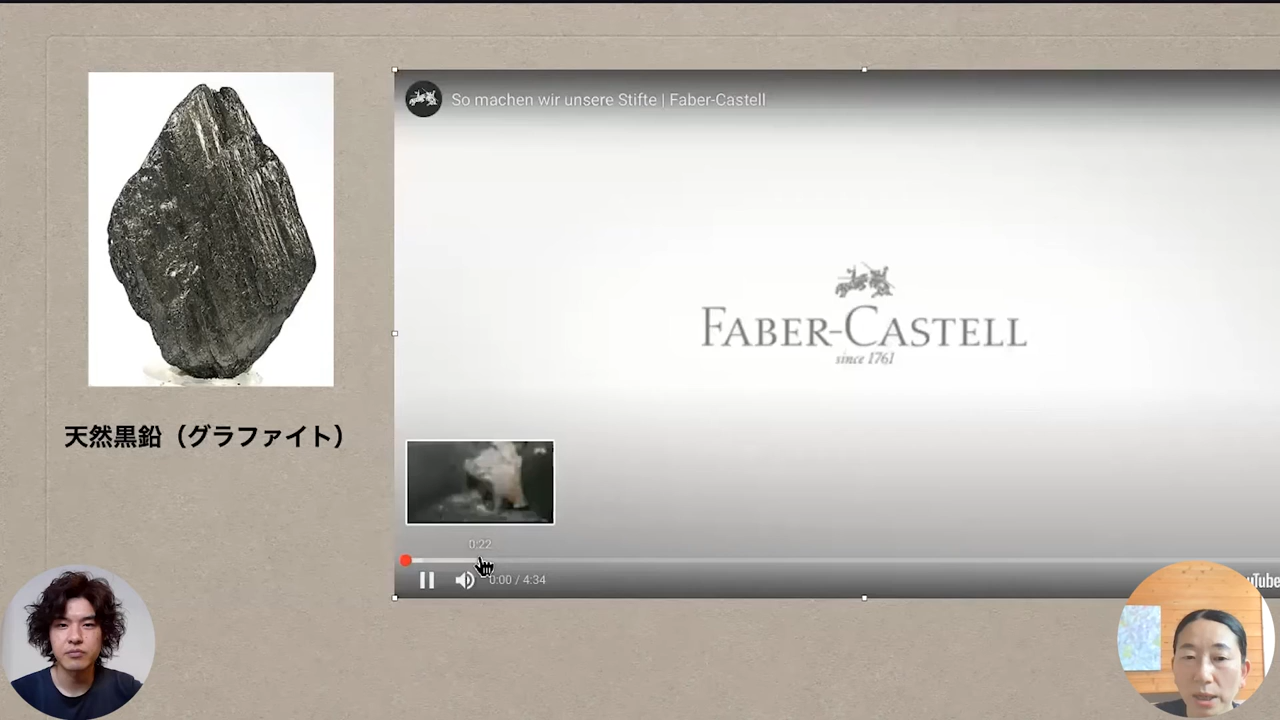 So machen wir unsere Stifte | Faber-Castell
FABER-CASTELL
since 1761
天然黒鉛（グラファイト）
0:22
0:00 / 4:34
uTube